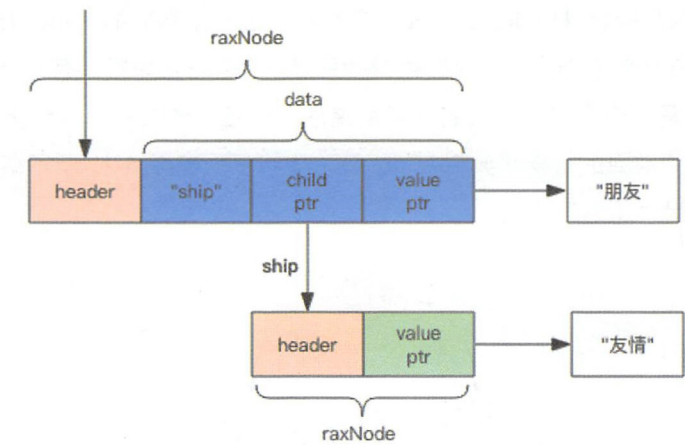 raxNode
data
header
"ship"
child
ptr
value
ptr
"朋友"
ship
header
value
ptr
"友情"
raxNode